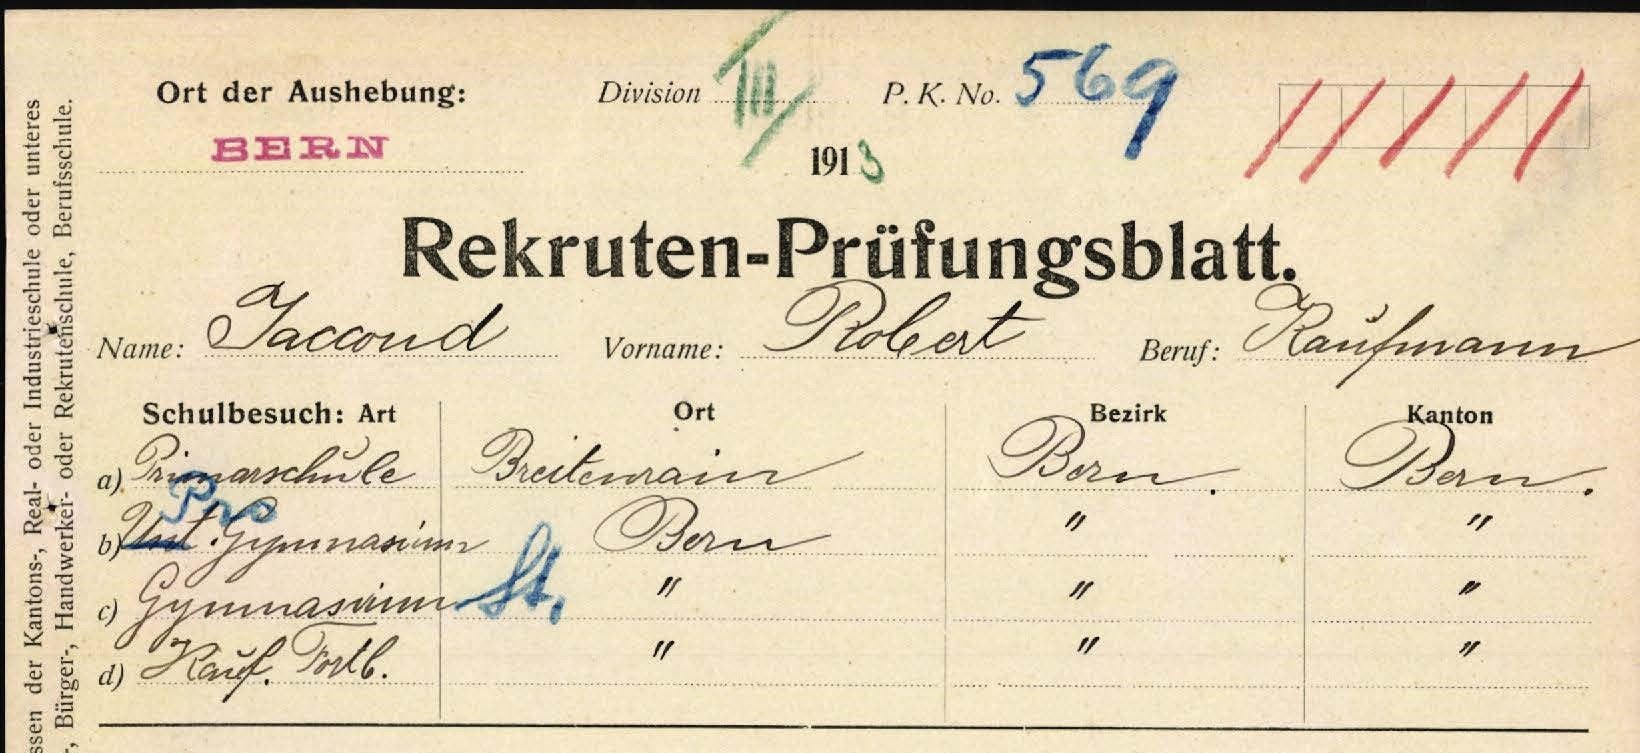 Ort der Aushebung: Division III P. K. No. 569
BERN
1913
Rekruten-Prüfungsblatt.
Name: Jaccoud Vorname: Robert Beruf: Kaufmann
Schulbesuch: Art Ort Bezirk Kanton
a) Primarschule Breitenrain Bern. Bern.
Pro
b) Unt. Gymnasium Bern " "
c) Gymnasium St. " " "
d) Kauf. Fortb. " " "
ssen der Kantons-, Real- oder Industrieschule oder unteres
-, Bürger-, Handwerker- oder Rekrutenschule, Berufsschule.